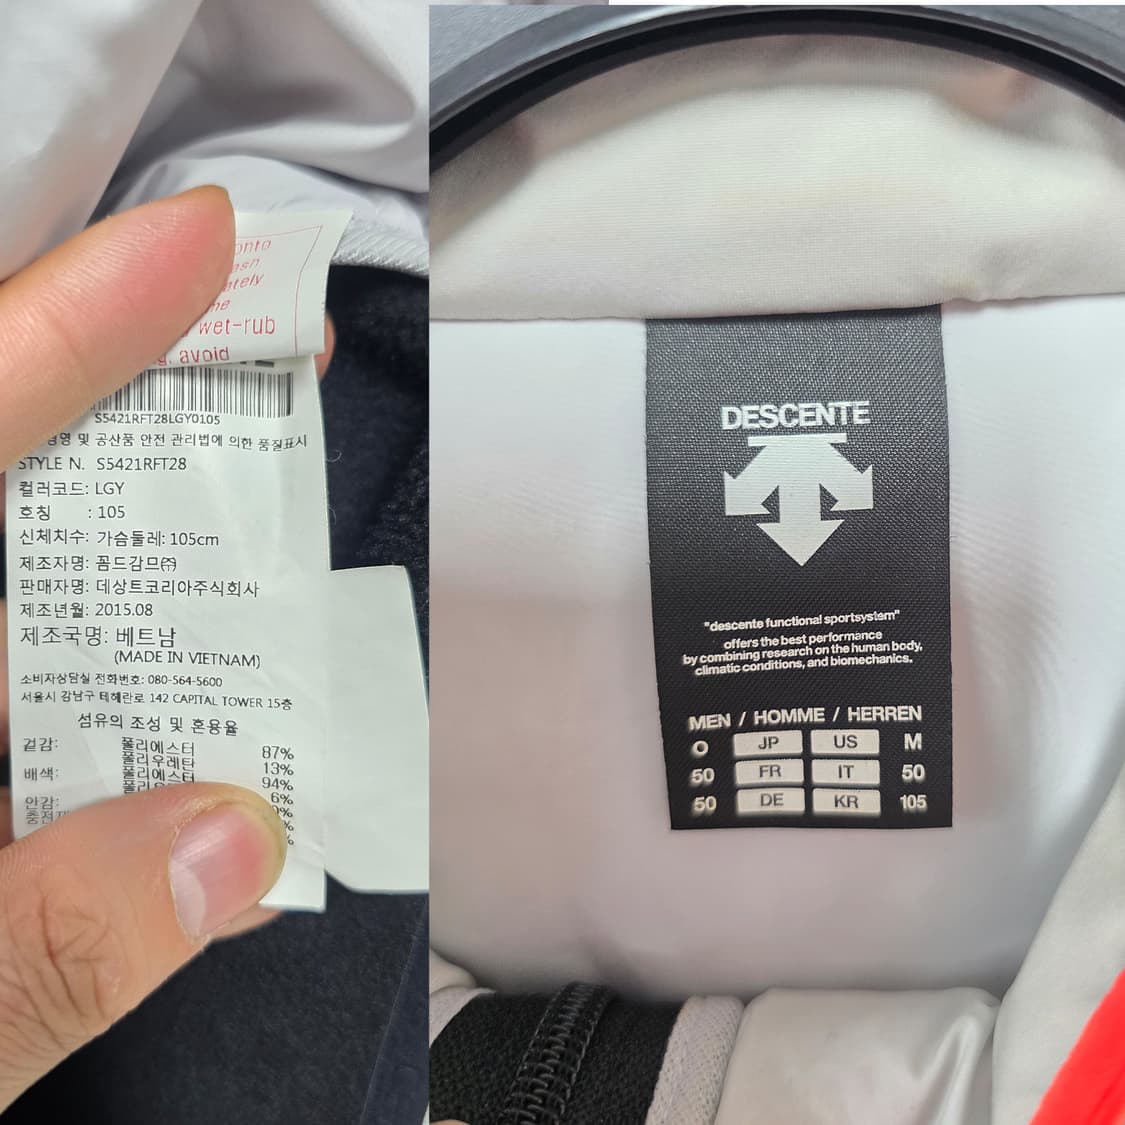 onto
ash
ately
me
wet-rub
avoid
S5421RFT28LGY0105
및 공산품 안전 관리법에 의한 품질표시
STYLE N. S5421RFT28
컬러코드: LGY
호칭 : 105
신체치수: 가슴둘레: 105cm
제조자명: 꼼드감므㈜
판매자명: 데상트코리아주식회사
제조년월: 2015.08
제조국명: 베트남
(MADE IN VIETNAM)
소비자상담실 전화번호: 080-564-5600
서울시 강남구 테헤란로 142 CAPITAL TOWER 15층
섬유의 조성 및 혼용율
겉감: 폴리에스터 87%
폴리우레탄 13%
배색: 폴리에스터 94%
6%
안감:
DESCENTE
"descente functional sportsystem"
offers the best performance
by combining research on the human body,
climatic conditions, and biomechanics.
MEN / HOMME / HERREN
O JP US M
50 FR IT 50
50 DE KR 105